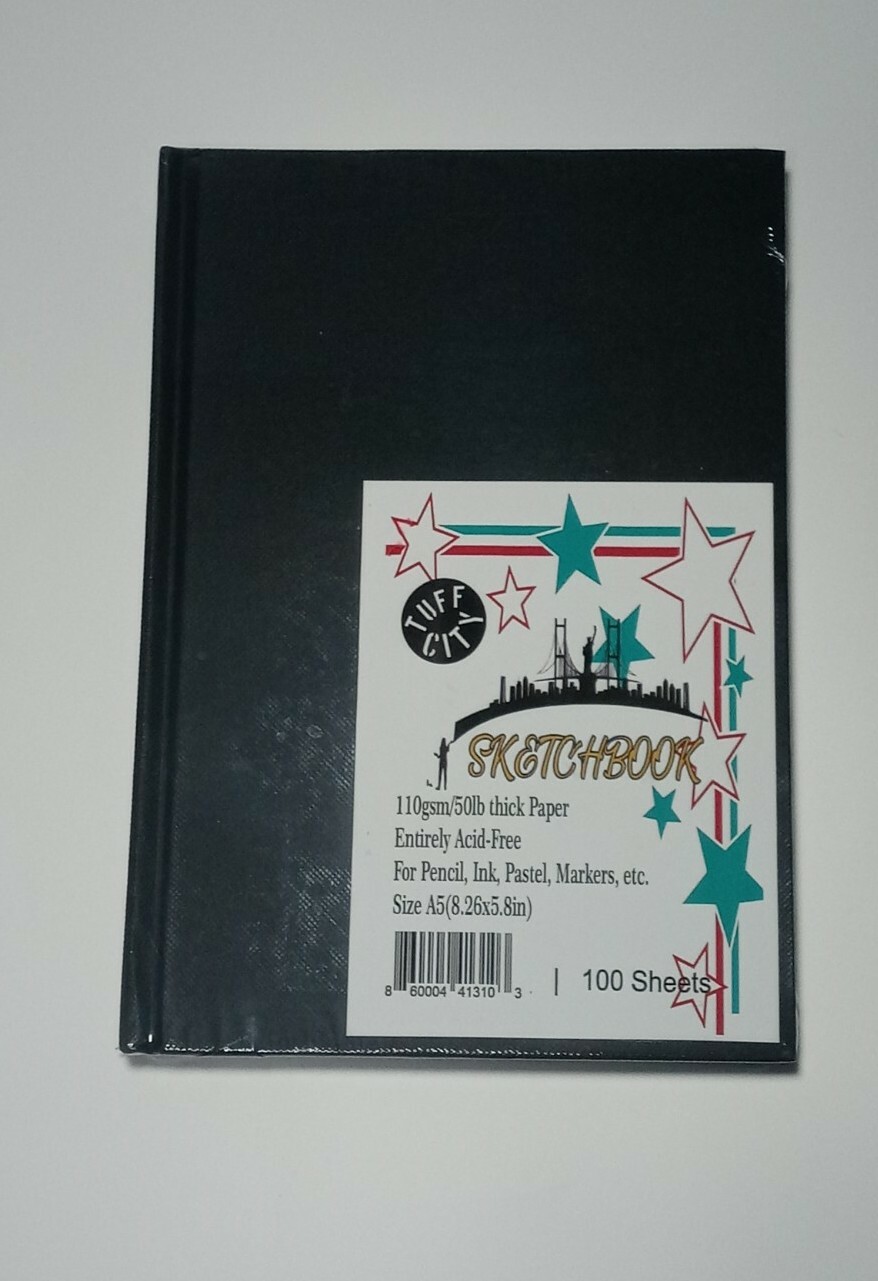 TUFF
CITY
SKETCHBOOK
110gsm/50lb thick Paper
Entirely Acid-Free
For Pencil, Ink, Pastel, Markers, etc.
Size A5(8.26x5.8in)
8 60004 41310 3
| 100 Sheets